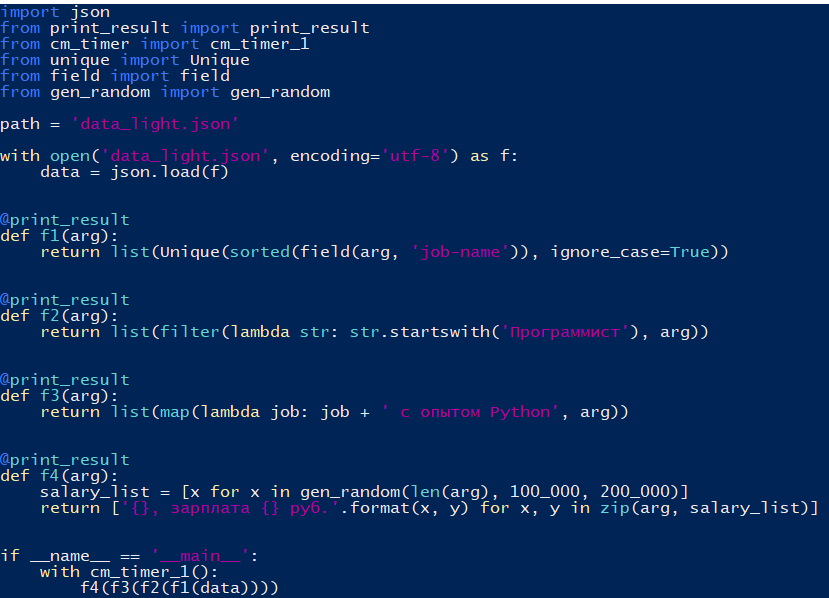 import json
from print_result import print_result
from cm_timer import cm_timer_1
from unique import Unique
from field import field
from gen_random import gen_random
path = 'data_light.json'
with open('data_light.json', encoding='utf-8') as f:
    data = json.load(f)
@print_result
def f1(arg):
    return list(Unique(sorted(field(arg, 'job-name')), ignore_case=True))
@print_result
def f2(arg):
    return list(filter(lambda str: str.startswith('Программист'), arg))
@print_result
def f3(arg):
    return list(map(lambda job: job + ' с опытом Python', arg))
@print_result
def f4(arg):
    salary_list = [x for x in gen_random(len(arg), 100_000, 200_000)]
    return ['{}, зарплата {} руб.'.format(x, y) for x, y in zip(arg, salary_list)]
if __name__ == '__main__':
    with cm_timer_1():
        f4(f3(f2(f1(data))))